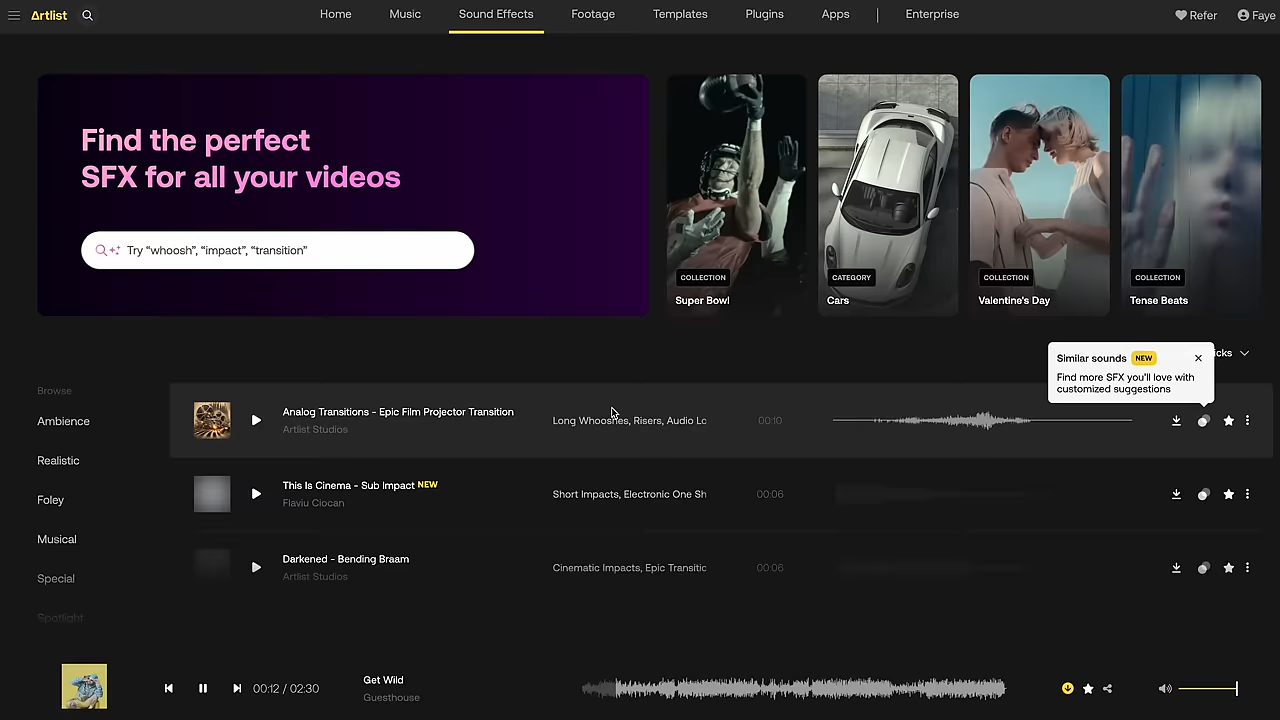 Artlist
Home
Music
Sound Effects
Footage
Templates
Plugins
Apps
Enterprise
Refer
Faye
Find the perfect
SFX for all your videos
Try “whoosh”, “impact”, “transition”
COLLECTION
Super Bowl
CATEGORY
Cars
COLLECTION
Valentine's Day
COLLECTION
Tense Beats
Similar sounds NEW
Find more SFX you'll love with
customized suggestions
Browse
Ambience
Realistic
Foley
Musical
Special
Spotlight
Analog Transitions - Epic Film Projector Transition
Artlist Studios
Long Whooshes, Risers, Audio Lo
00:10
This Is Cinema - Sub Impact NEW
Flaviu Ciocan
Short Impacts, Electronic One Sh
00:06
Darkened - Bending Braam
Artlist Studios
Cinematic Impacts, Epic Transitic
00:06
00:12 / 02:30
Get Wild
Guesthouse